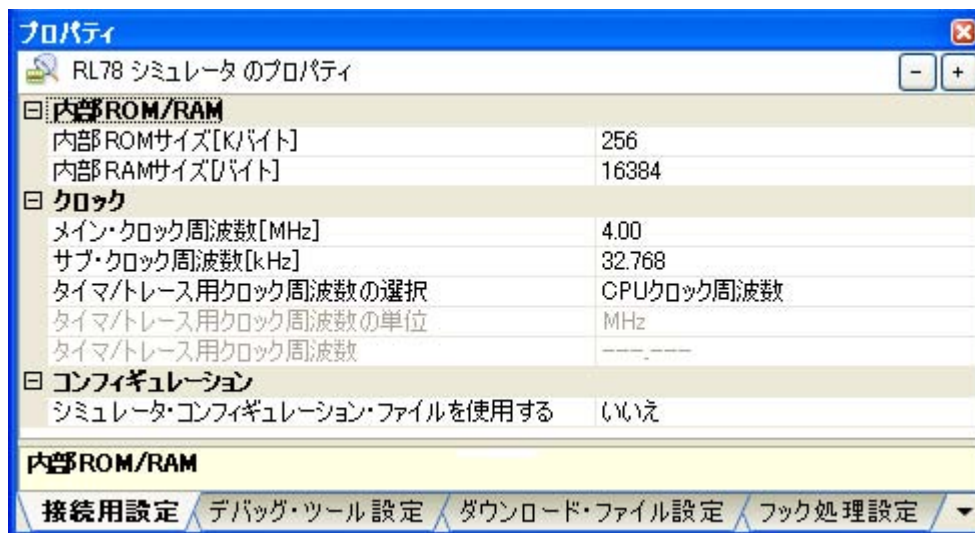 プロパティ
RL78 シミュレータ のプロパティ
内部ROM/RAM
内部ROMサイズ[Kバイト] 256
内部RAMサイズ[バイト] 16384
クロック
メイン・クロック周波数[MHz] 4.00
サブ・クロック周波数[kHz] 32.768
タイマ/トレース用クロック周波数の選択 CPUクロック周波数
タイマ/トレース用クロック周波数の単位 MHz
タイマ/トレース用クロック周波数 ---.---
コンフィギュレーション
シミュレータ・コンフィギュレーション・ファイルを使用する いいえ
内部ROM/RAM
接続用設定 デバッグ・ツール設定 ダウンロード・ファイル設定 フック処理設定